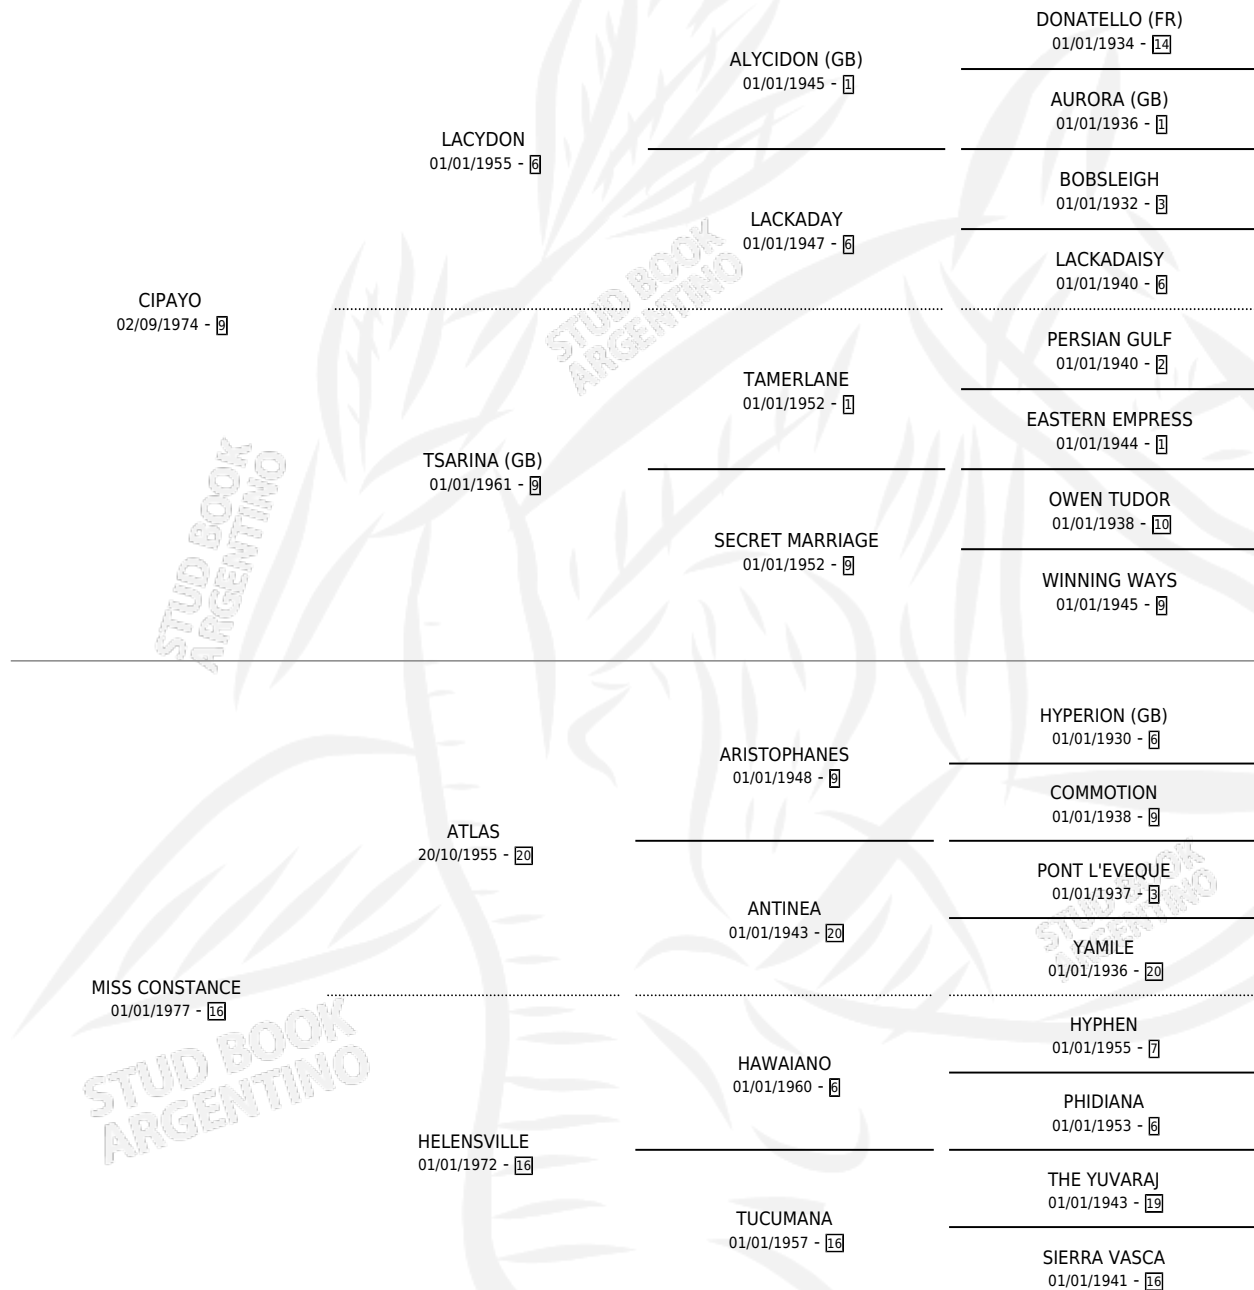 DONATELLO (FR)
01/01/1934 - 14
ALYCIDON (GB)
01/01/1945 - 1
AURORA (GB)
01/01/1936 - 1
LACYDON
01/01/1955 - 6
BOBSLEIGH
01/01/1932 - 3
LACKADAY
01/01/1947 - 6
LACKADAISY
01/01/1940 - 6
CIPAYO
02/09/1974 - 9
PERSIAN GULF
01/01/1940 - 2
TAMERLANE
01/01/1952 - 1
EASTERN EMPRESS
01/01/1944 - 1
TSARINA (GB)
01/01/1961 - 9
OWEN TUDOR
01/01/1938 - 10
SECRET MARRIAGE
01/01/1952 - 9
WINNING WAYS
01/01/1945 - 9
HYPERION (GB)
01/01/1930 - 6
ARISTOPHANES
01/01/1948 - 9
COMMOTION
01/01/1938 - 9
ATLAS
20/10/1955 - 20
PONT L'EVEQUE
01/01/1937 - 3
ANTINEA
01/01/1943 - 20
YAMILE
01/01/1936 - 20
MISS CONSTANCE
01/01/1977 - 16
HYPHEN
01/01/1955 - 7
HAWAIANO
01/01/1960 - 6
PHIDIANA
01/01/1953 - 6
HELENSVILLE
01/01/1972 - 16
THE YUVARAJ
01/01/1943 - 19
TUCUMANA
01/01/1957 - 16
SIERRA VASCA
01/01/1941 - 16
STUD BOOK
ARGENTINO
STUD BOOK
ARGENTINO
STUD BOOK
ARGENTINO
STUD BOOK
ARGENTINO